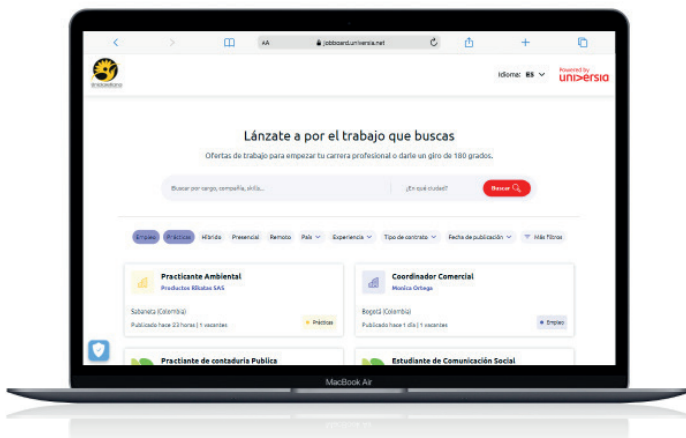 AA jobboard.universia.net
Idioma: ES
Powered by
universia
Lánzate a por el trabajo que buscas
Ofertas de trabajo para empezar tu carrera profesional o darle un giro de 180 grados.
Buscar por cargo, compañía, skills... ¿En qué ciudad? Buscar
Empleo Prácticas Híbrido Presencial Remoto País Experiencia Tipo de contrato Fecha de publicación Más filtros
Practicante Ambiental
Productos SAS
Sabaneta (Colombia)
Publicado hace 23 horas | 1 vacantes
Prácticas
Coordinador Comercial
Monica Ortega
Bogotá (Colombia)
Publicado hace 1 día | 1 vacantes
Empleo
Practiante de contaduría Publica
Estudiante de Comunicación Social
MacBook Air